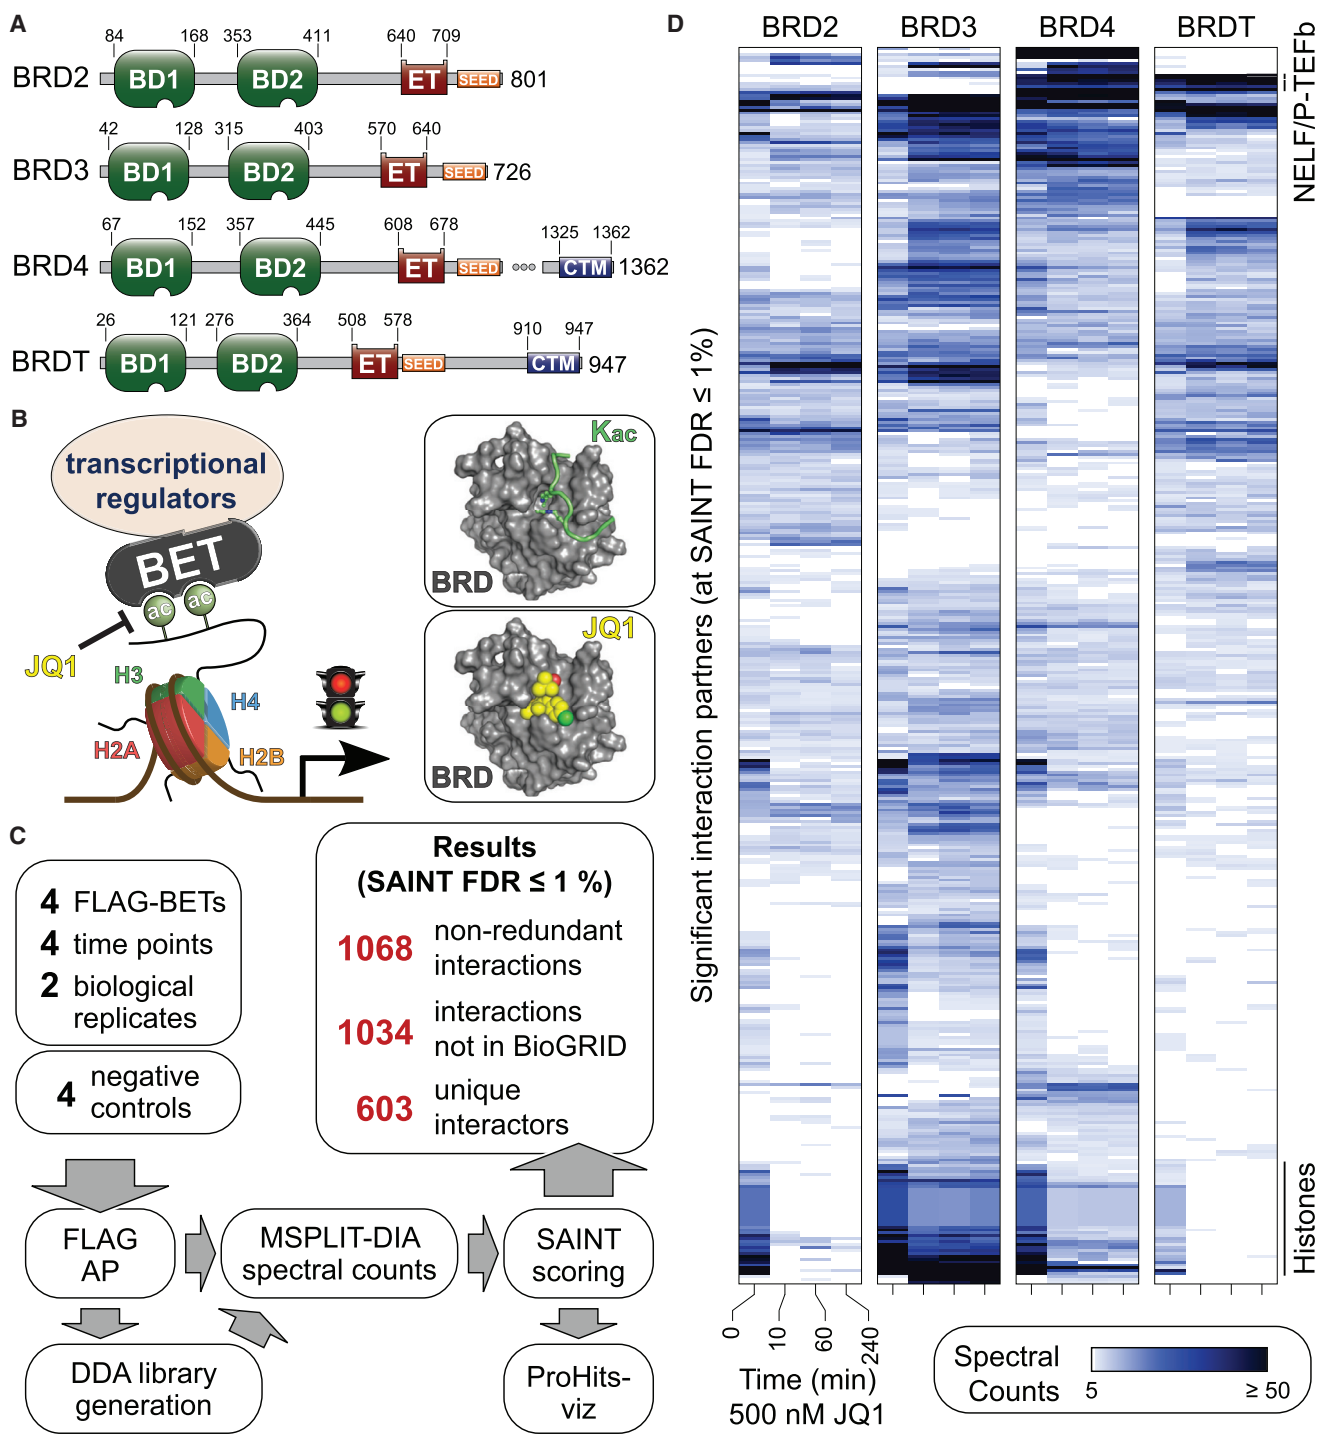 A
84 168 353 411 640 709
BRD2 BD1 BD2 ET SEED 801
42 128 315 403 570 640
BRD3 BD1 BD2 ET SEED 726
67 152 357 445 608 678 1325 1362
BRD4 BD1 BD2 ET SEED CTM 1362
26 121 276 364 508 578 910 947
BRDT BD1 BD2 ET SEED CTM 947
B
transcriptional
regulators
BET
ac ac
JQ1
H3
H4
H2A
H2B
Kac
BRD
JQ1
BRD
C
4 FLAG-BETs
4 time points
2 biological
replicates
4 negative
controls
Results
(SAINT FDR ≤ 1 %)
1068 non-redundant
interactions
1034 interactions
not in BioGRID
603 unique
interactors
FLAG
AP
MSPLIT-DIA
spectral counts
SAINT
scoring
DDA library
generation
ProHits-
viz
D
BRD2 BRD3 BRD4 BRDT
Significant interaction partners (at SAINT FDR ≤ 1%)
NELF/P-TEFb
Histones
0 10 60 240
Time (min)
500 nM JQ1
Spectral
Counts
5 ≥ 50